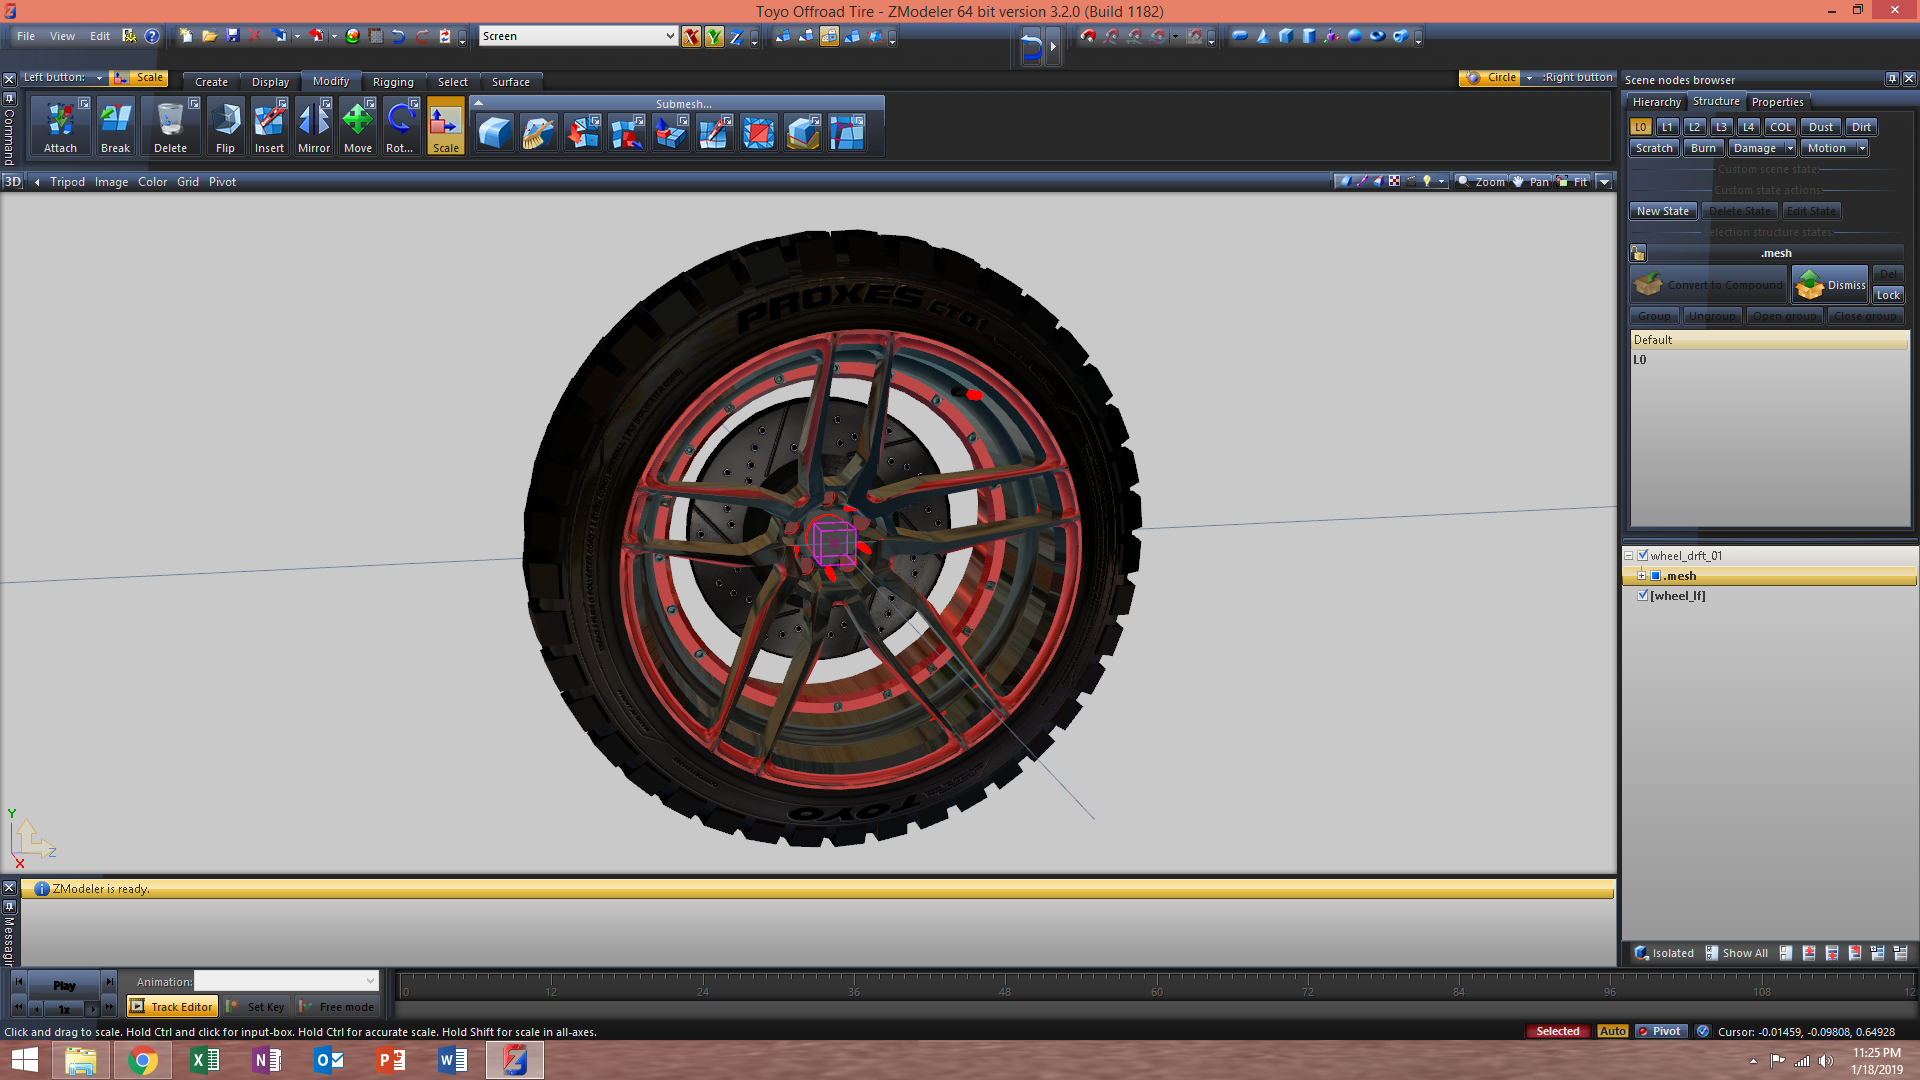 Toyo Offroad Tire - ZModeler 64 bit version 3.2.0 (Build 1182)
File View Edit
Screen
X Y Z
Left button: Scale
Create Display Modify Rigging Select Surface
Circle :Right button
Command
Submesh...
Attach Break Delete Flip Insert Mirror Move Rot... Scale
3D Tripod Image Color Grid Pivot
Zoom Pan Fit
PROXES CT01
TOYO
Y
Z
X
Scene nodes browser
Hierarchy Structure Properties
L0 L1 L2 L3 L4 COL Dust Dirt
Scratch Burn Damage Motion
Custom scene state:
Custom state actions:
New State Delete State Edit State
Selection structure states:
.mesh
Convert to Compound Dismiss Del
Lock
Group Ungroup Open group Close group
Default
L0
wheel_drft_01
.mesh
[wheel_lf]
Isolated Show All
ZModeler is ready.
Messagin
Play
Animation:
1x
Track Editor Set Key Free mode
0 12 24 36 48 60 72 84 96 108 12
Click and drag to scale. Hold Ctrl and click for input-box. Hold Ctrl for accurate scale. Hold Shift for scale in all-axes.
Selected Auto Pivot Cursor: -0.01459, -0.09808, 0.64928
11:25 PM
1/18/2019